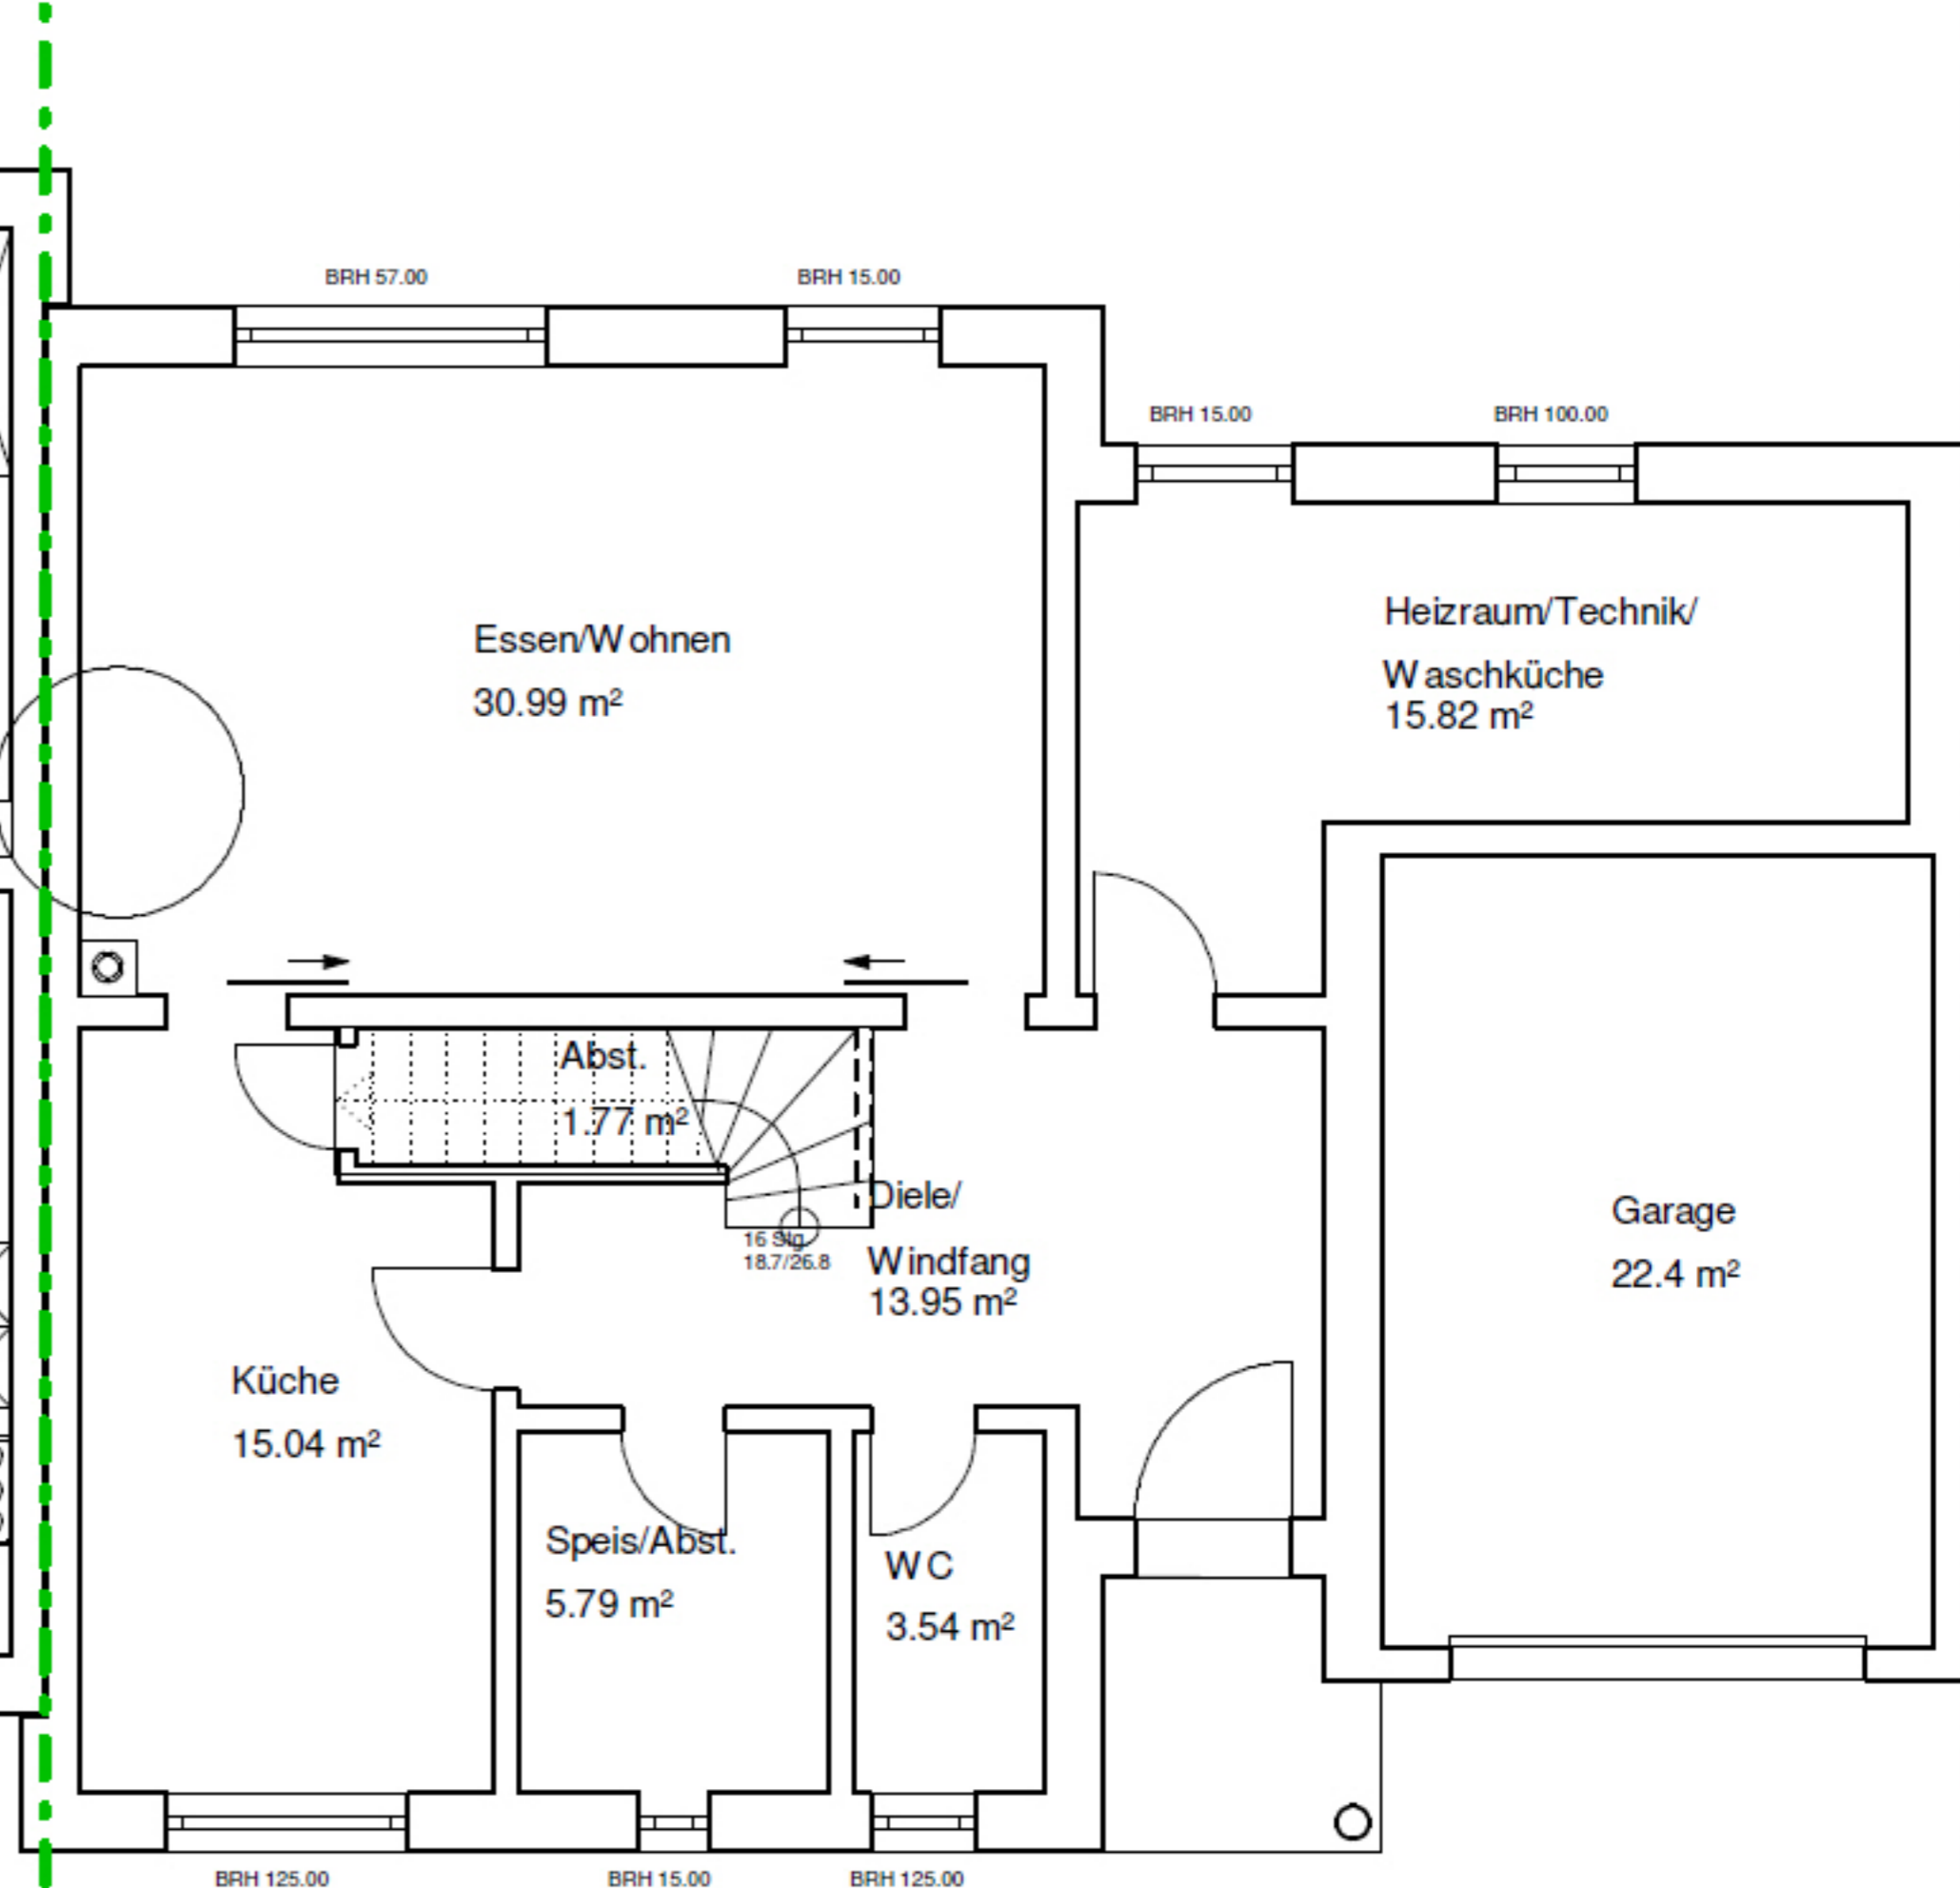 BRH 57.00
BRH 15.00
BRH 15.00
BRH 100.00
Essen/Wohnen
30.99 m²
Heizraum/Technik/
Waschküche
15.82 m²
Abst.
1.77 m²
Diele/
Windfang
13.95 m²
16 Stg
18.7/26.8
Garage
22.4 m²
Küche
15.04 m²
Speis/Abst.
5.79 m²
WC
3.54 m²
BRH 125.00
BRH 15.00
BRH 125.00